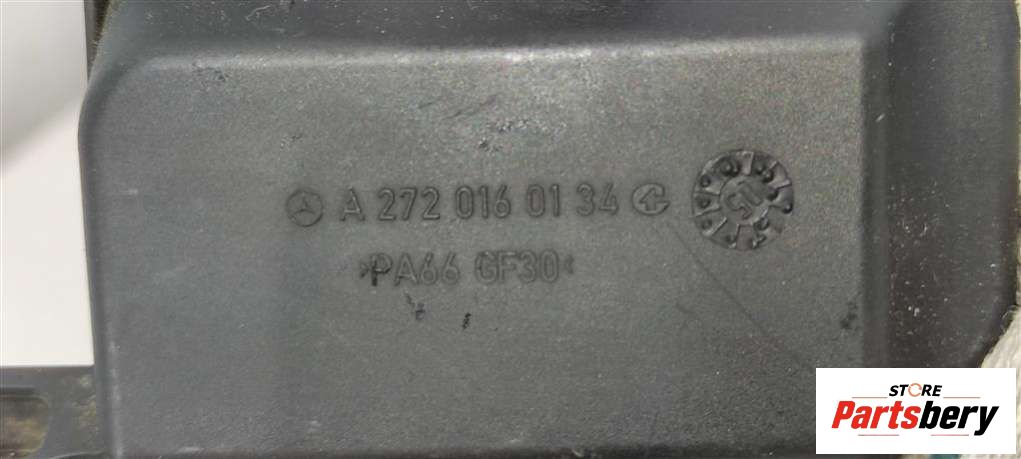 A 272 016 01 34
>PA66 GF30<
STORE
Partsbery